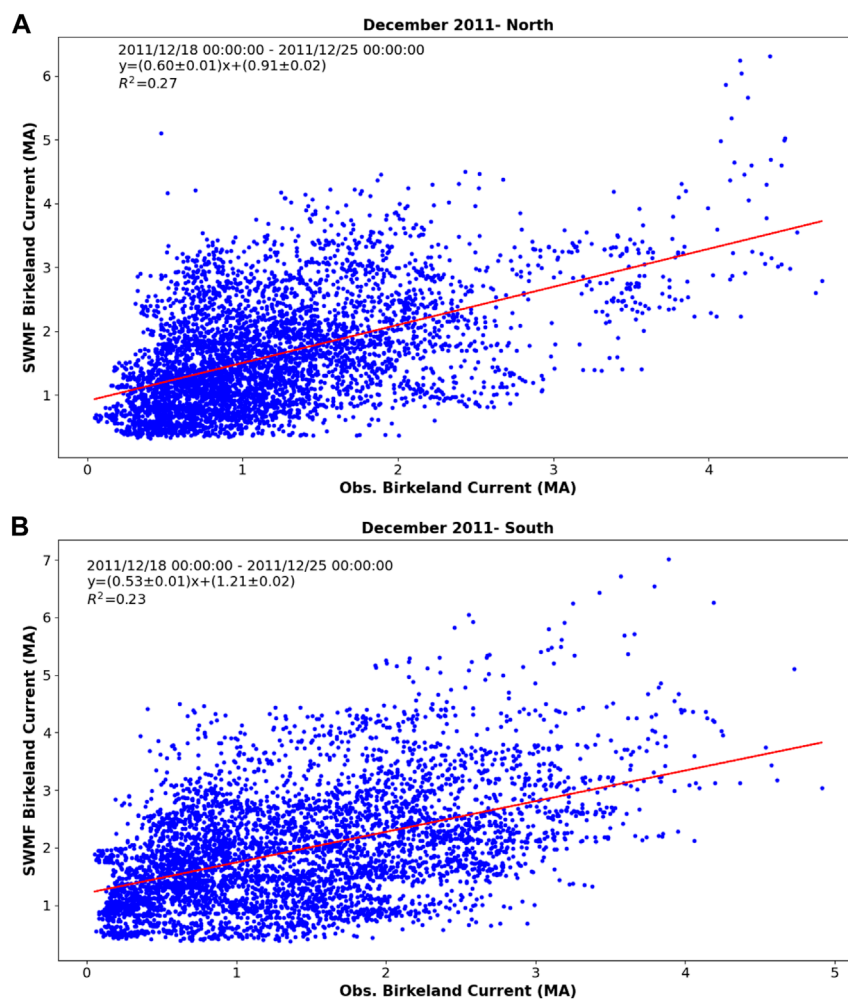 A
December 2011- North
2011/12/18 00:00:00 - 2011/12/25 00:00:00
y=(0.60±0.01)x+(0.91±0.02)
R²=0.27
6
5
4
3
2
1
SWMF Birkeland Current (MA)
0 1 2 3 4
Obs. Birkeland Current (MA)
B
December 2011- South
2011/12/18 00:00:00 - 2011/12/25 00:00:00
y=(0.53±0.01)x+(1.21±0.02)
R²=0.23
7
6
5
4
3
2
1
SWMF Birkeland Current (MA)
0 1 2 3 4 5
Obs. Birkeland Current (MA)